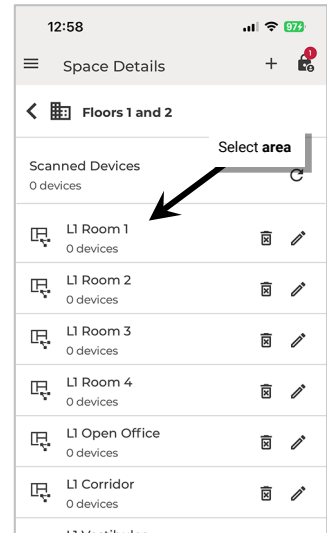 12:58
97
Space Details
1
Floors 1 and 2
Select area
Scanned Devices
0 devices
L1 Room 1
0 devices
L1 Room 2
0 devices
L1 Room 3
0 devices
L1 Room 4
0 devices
L1 Open Office
0 devices
L1 Corridor
0 devices